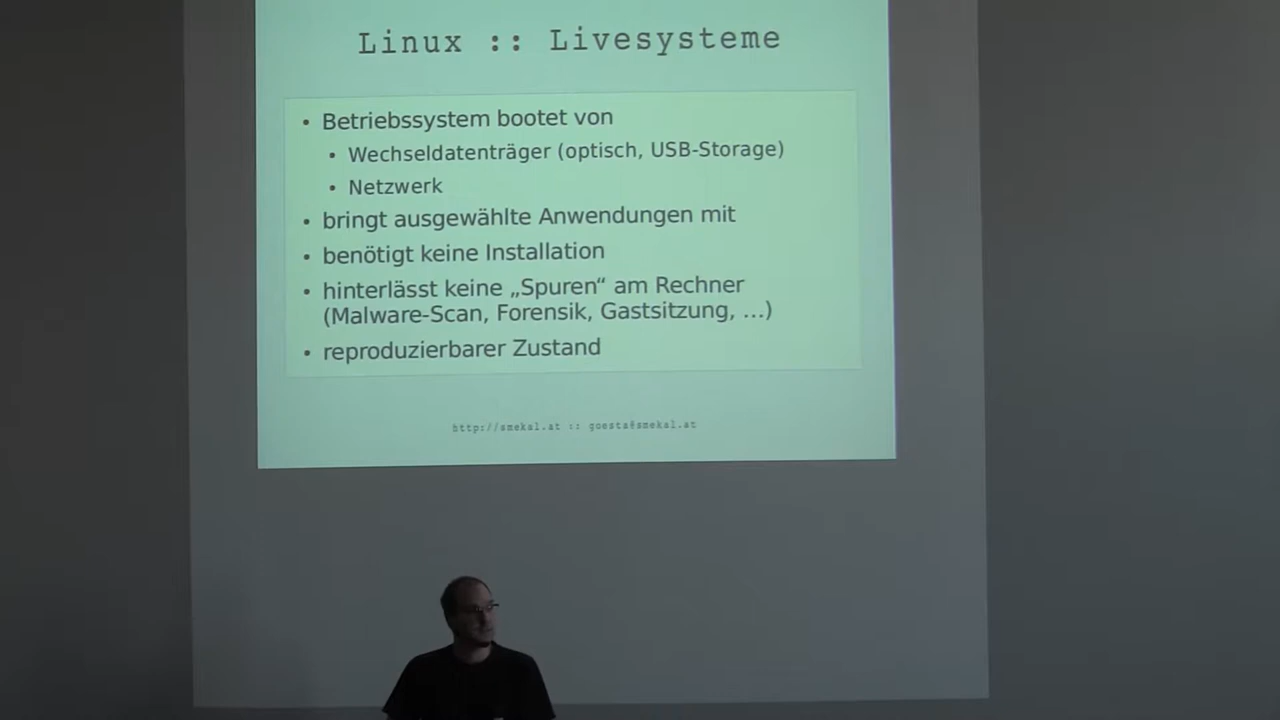 Linux :: Livesysteme
• Betriebssystem bootet von
• Wechseldatenträger (optisch, USB-Storage)
• Netzwerk
• bringt ausgewählte Anwendungen mit
• benötigt keine Installation
• hinterlässt keine „Spuren“ am Rechner
(Malware-Scan, Forensik, Gastsitzung, …)
• reproduzierbarer Zustand
http://smekal.at :: goesta@smekal.at